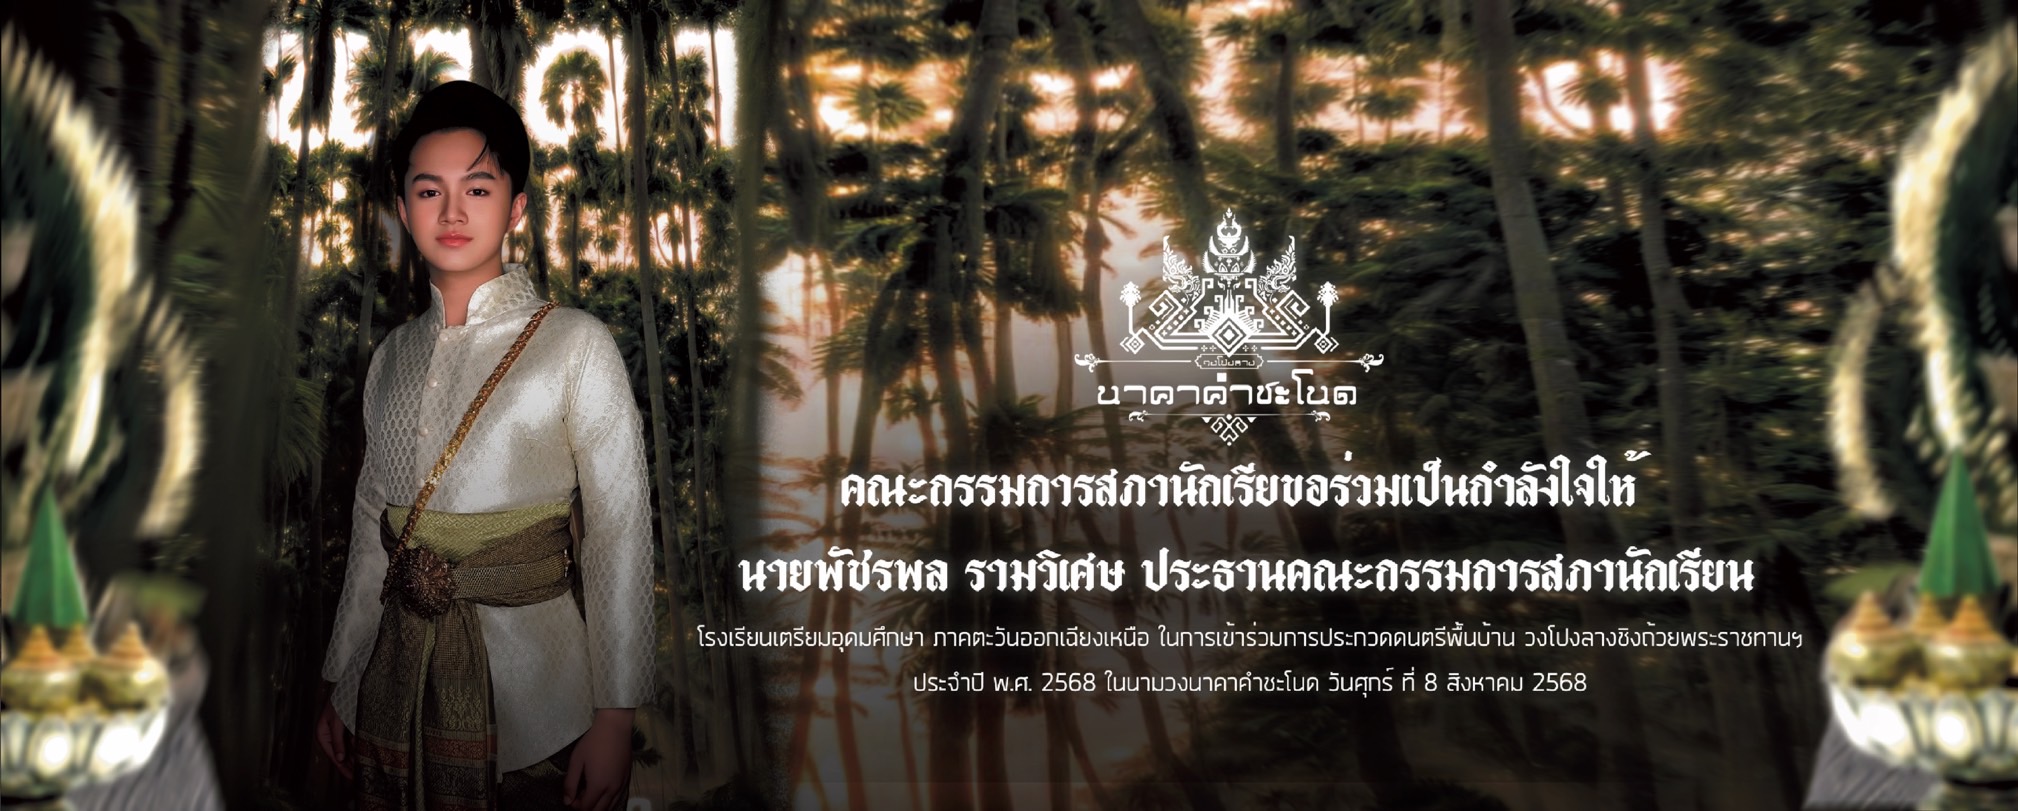 วงโปงลาง
นาคาคำชะโนด
คณะกรรมการสภานักเรียขอร่วมเป็นกำลังใจให้
นายพัชรพล รามวิเศษ ประธานคณะกรรมการสภานักเรียน
โรงเรียนเตรียมอุดมศึกษา ภาคตะวันออกเฉียงเหนือ ในการเข้าร่วมการประกวดดนตรีพื้นบ้าน วงโปงลางชิงถ้วยพระราชทานฯ
ประจำปี พ.ศ. 2568 ในนามวงนาคาคำชะโนด วันศุกร์ ที่ 8 สิงหาคม 2568